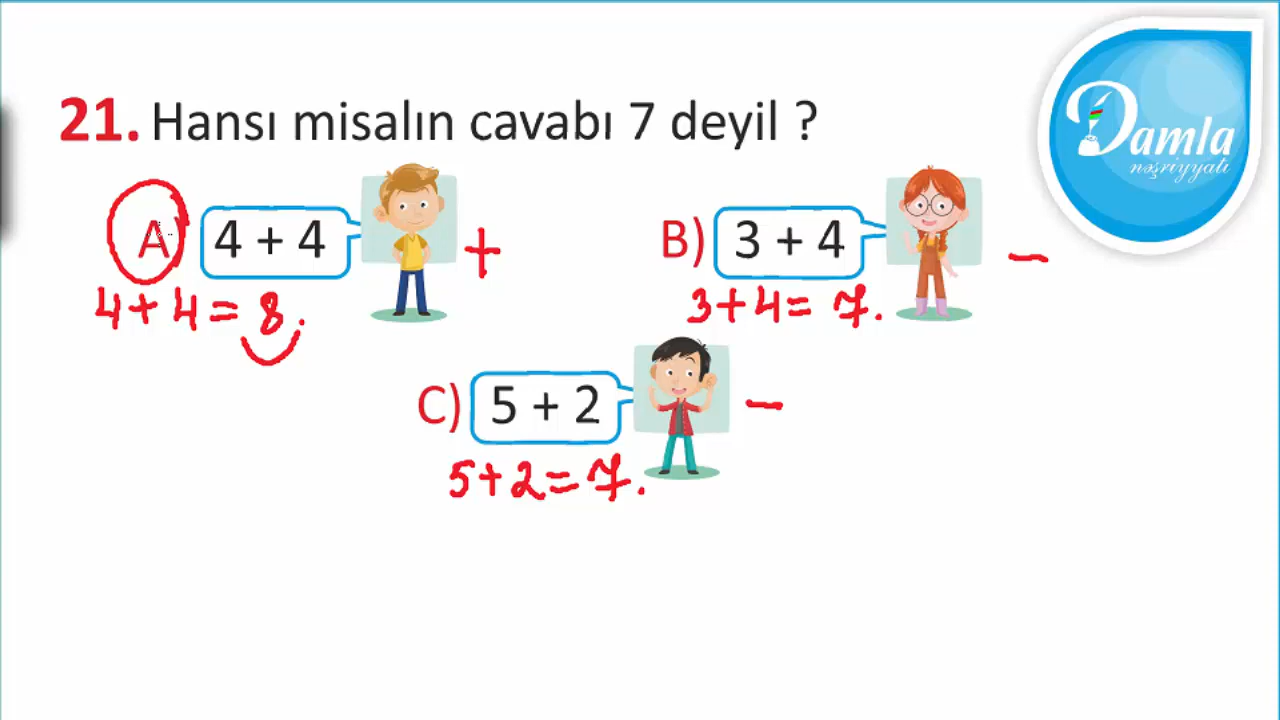 21. Hansı misalın cavabı 7 deyil ?
Damla
nəşriyyatı
A) 4 + 4 +
4 + 4 = 8.
B) 3 + 4 –
3 + 4 = 7.
C) 5 + 2 –
5 + 2 = 7.